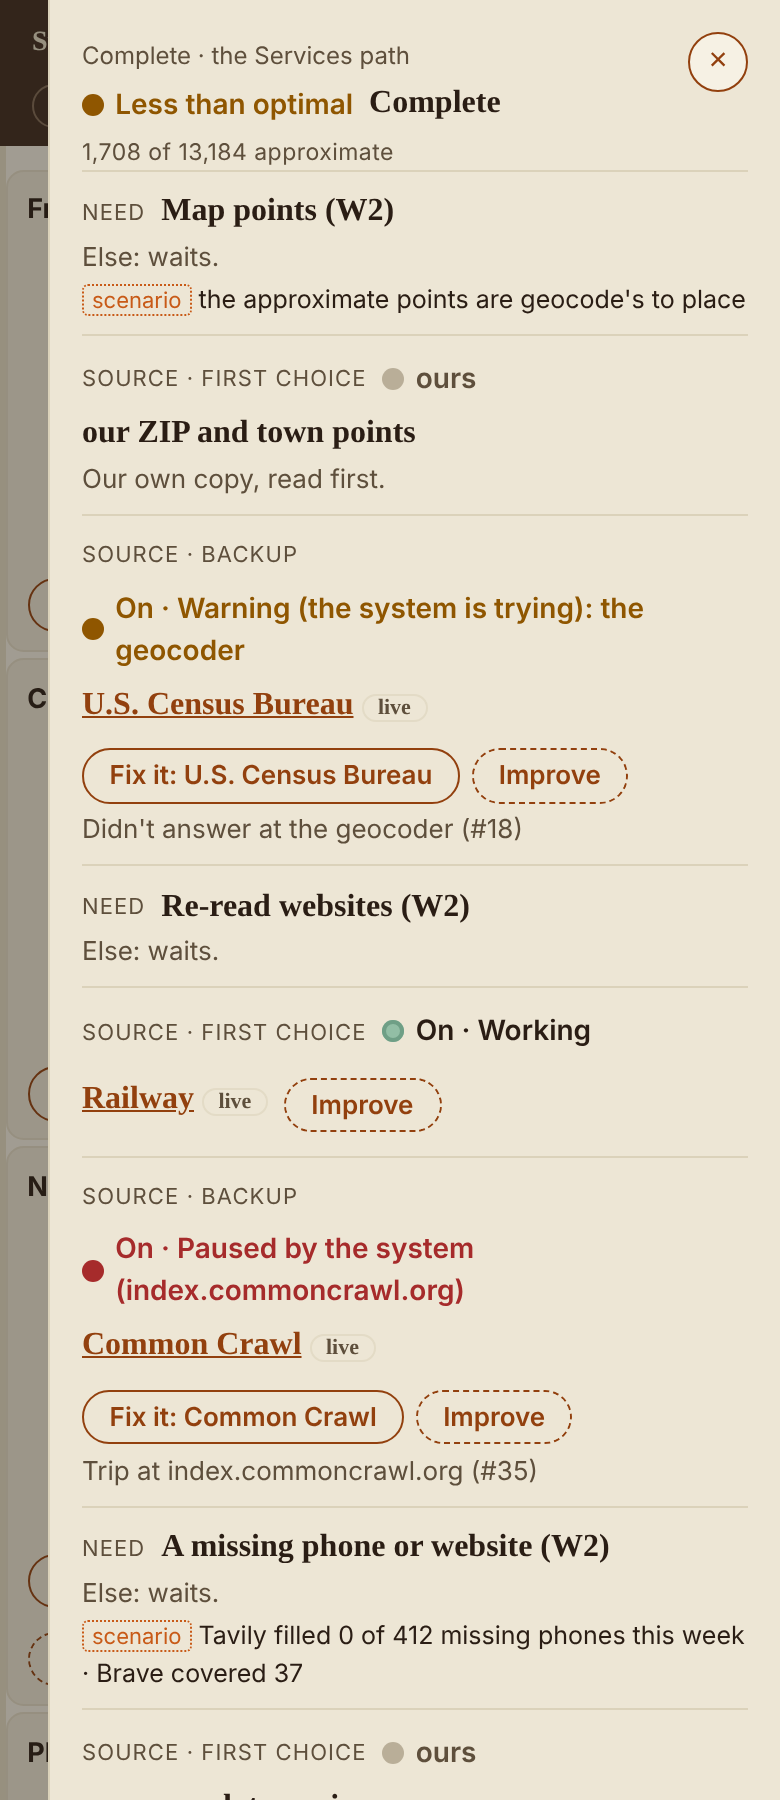 Complete · the Services path
×
Less than optimal Complete
1,708 of 13,184 approximate
NEED Map points (W2)
Else: waits.
scenario the approximate points are geocode's to place
SOURCE · FIRST CHOICE ours
our ZIP and town points
Our own copy, read first.
SOURCE · BACKUP
On · Warning (the system is trying): the
geocoder
U.S. Census Bureau live
Fix it: U.S. Census Bureau Improve
Didn't answer at the geocoder (#18)
NEED Re-read websites (W2)
Else: waits.
SOURCE · FIRST CHOICE On · Working
Railway live Improve
SOURCE · BACKUP
On · Paused by the system
(index.commoncrawl.org)
Common Crawl live
Fix it: Common Crawl Improve
Trip at index.commoncrawl.org (#35)
NEED A missing phone or website (W2)
Else: waits.
scenario Tavily filled 0 of 412 missing phones this week
· Brave covered 37
SOURCE · FIRST CHOICE ours